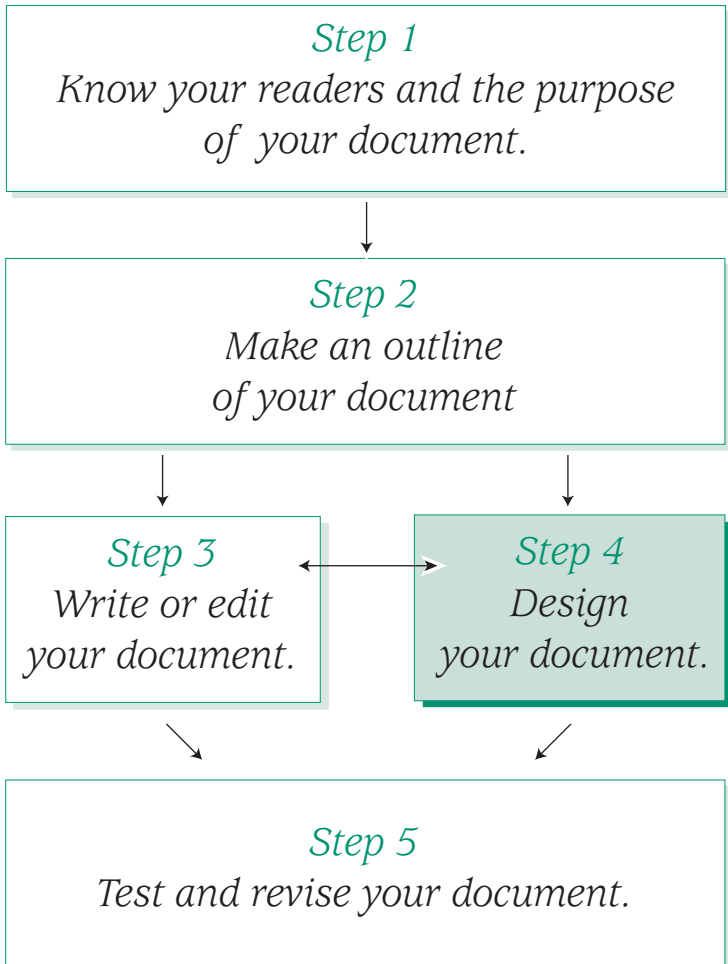 Step 1
Know your readers and the purpose
of your document.
Step 2
Make an outline
of your document
Step 3
Write or edit
your document.
Step 4
Design
your document.
Step 5
Test and revise your document.